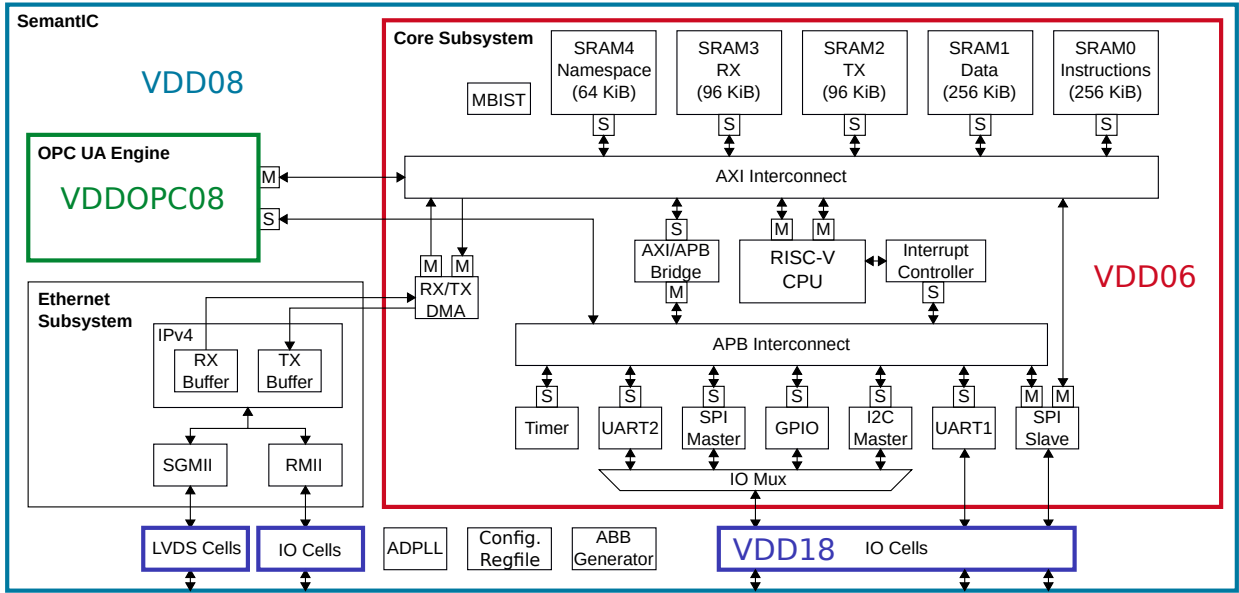 SemantIC
VDD08
Core Subsystem
MBIST
SRAM4
Namespace
(64 KiB)
S
SRAM3
RX
(96 KiB)
S
SRAM2
TX
(96 KiB)
S
SRAM1
Data
(256 KiB)
S
SRAM0
Instructions
(256 KiB)
S
OPC UA Engine
VDDOPC08
M
S
AXI Interconnect
M
M
RX/TX
DMA
S
AXI/APB
Bridge
M
M
M
RISC-V
CPU
Interrupt
Controller
S
VDD06
Ethernet
Subsystem
IPv4
RX
Buffer
TX
Buffer
SGMII
RMII
APB Interconnect
S
Timer
S
UART2
S
SPI
Master
S
GPIO
S
I2C
Master
S
UART1
M
M
SPI
Slave
IO Mux
LVDS Cells
IO Cells
ADPLL
Config.
Regfile
ABB
Generator
VDD18
IO Cells